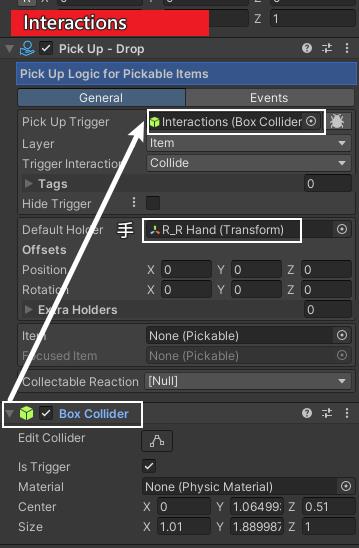 Interactions
Z 1
Pick Up - Drop
Pick Up Logic for Pickable Items
General Events
Pick Up Trigger Interactions (Box Collider
Layer Item
Trigger Interaction Collide
Tags 0
Hide Trigger
Default Holder 手 R_R Hand (Transform)
Offsets
Position X 0 Y 0 Z 0
Rotation X 0 Y 0 Z 0
Extra Holders 0
Item None (Pickable)
Focused Item None (Pickable)
Collectable Reaction [Null]
Box Collider
Edit Collider
Is Trigger
Material None (Physic Material)
Center X 0 Y 1.06499 Z 0.51
Size X 1.01 Y 1.889987 Z 1